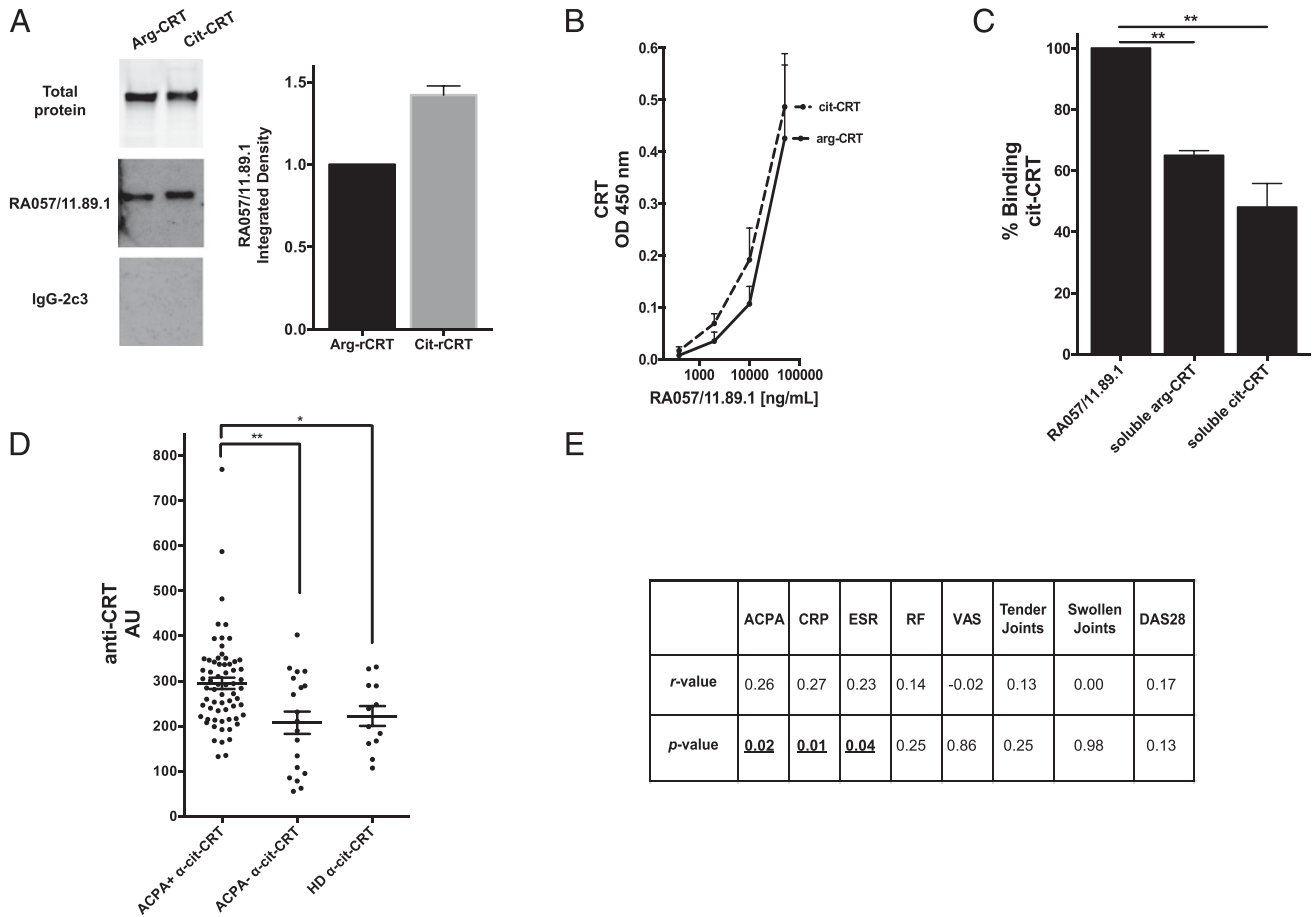 A
Arg-CRT
Cit-CRT
Total
protein
RA057/11.89.1
IgG-2c3
RA057/11.89.1
Integrated Density
1.5
1.0
0.5
0.0
Arg-rCRT
Cit-rCRT
B
CRT
OD 450 nm
0.6
0.5
0.4
0.3
0.2
0.1
0.0
cit-CRT
arg-CRT
1000
10000
100000
RA057/11.89.1 [ng/mL]
C
**
**
% Binding
cit-CRT
100
80
60
40
20
0
RA057/11.89.1
soluble arg-CRT
soluble cit-CRT
D
*
**
anti-CRT
AU
800
700
600
500
400
300
200
100
0
ACPA+ α-cit-CRT
ACPA- α-cit-CRT
HD α-cit-CRT
E
ACPA CRP ESR RF VAS Tender Joints Swollen Joints DAS28
r-value 0.26 0.27 0.23 0.14 -0.02 0.13 0.00 0.17
p-value 0.02 0.01 0.04 0.25 0.86 0.25 0.98 0.13